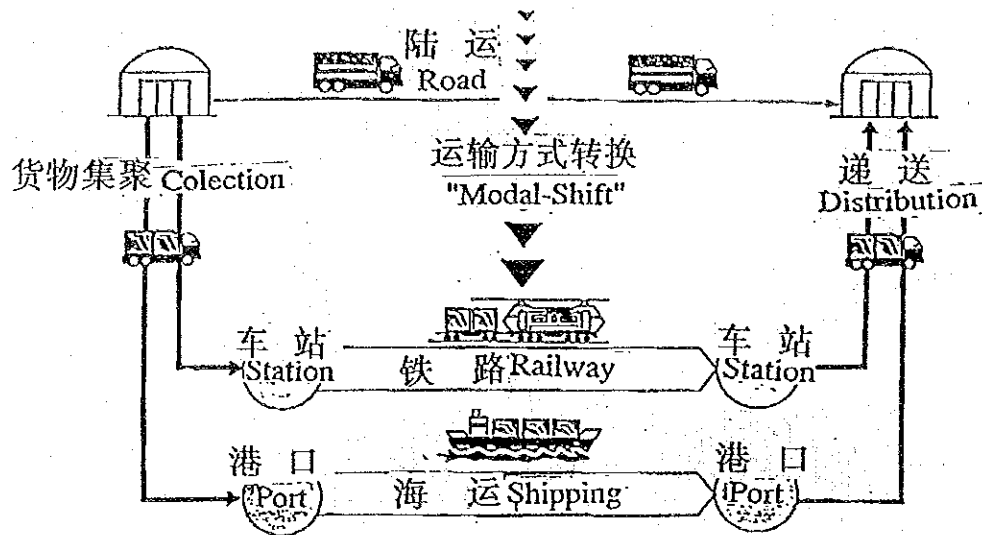 陆 运
Road
运输方式转换
"Modal-Shift"
货物集聚 Colection
递 送
Distribution
车 站
Station
铁 路 Railway
车 站
Station
港 口
Port
海 运 Shipping
港 口
Port